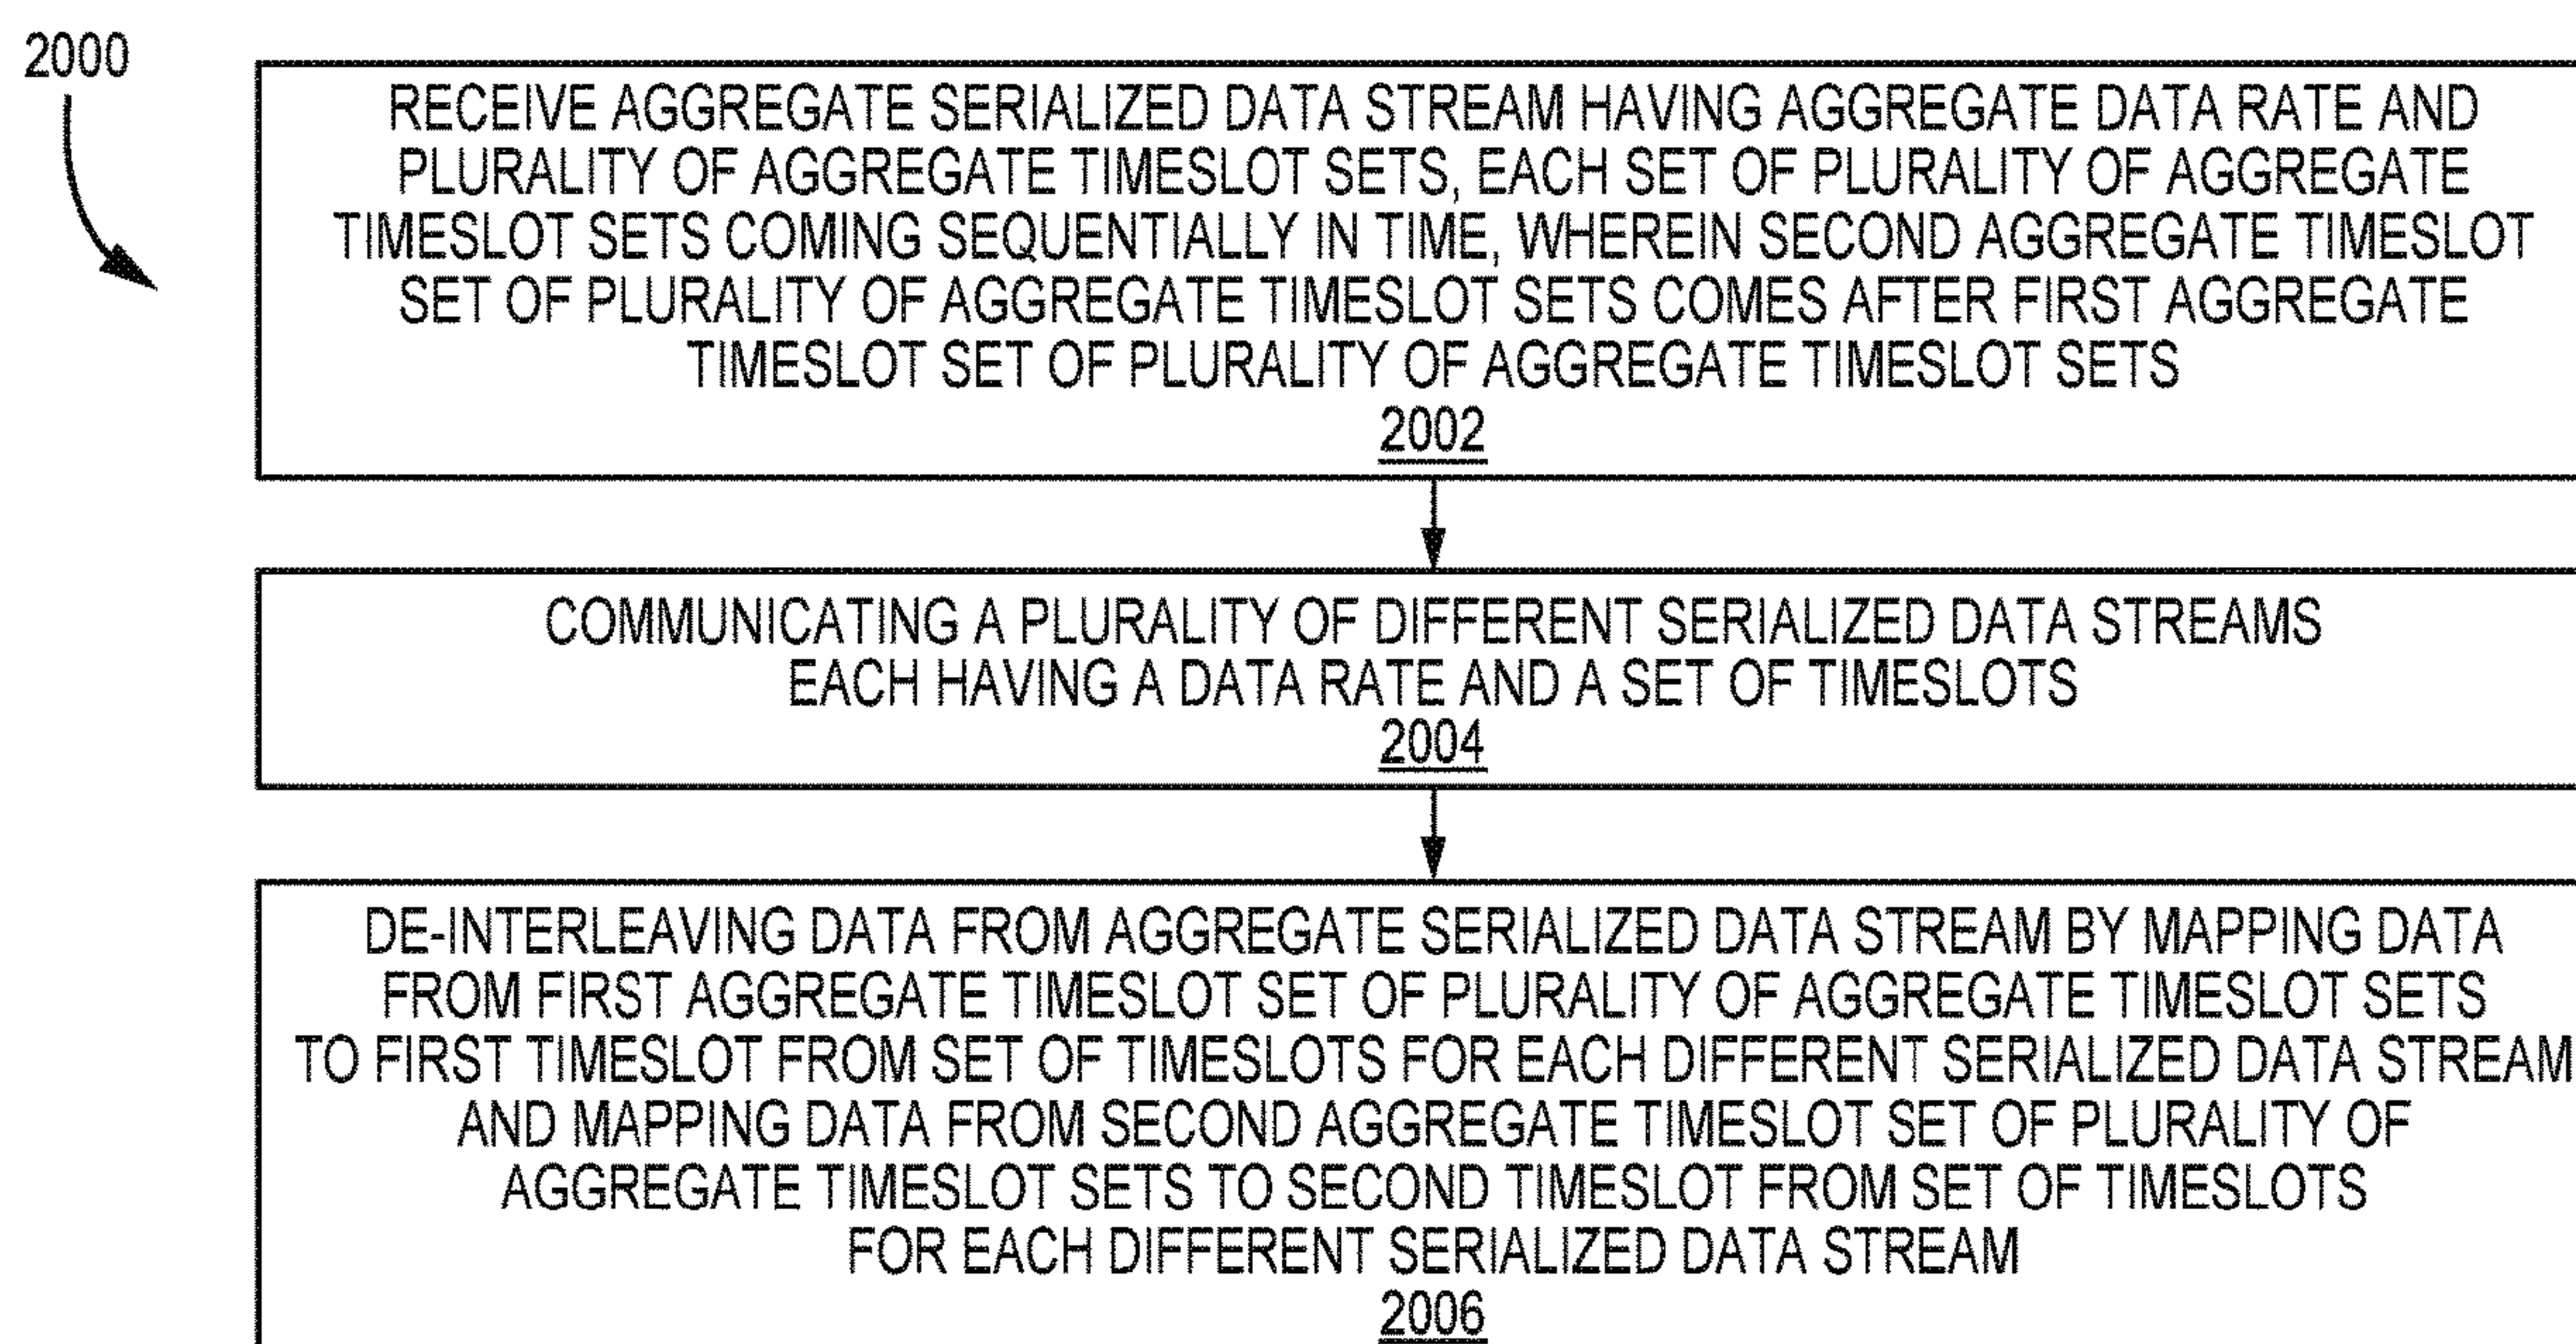 2000
RECEIVE AGGREGATE SERIALIZED DATA STREAM HAVING AGGREGATE DATA RATE AND
PLURALITY OF AGGREGATE TIMESLOT SETS, EACH SET OF PLURALITY OF AGGREGATE
TIMESLOT SETS COMING SEQUENTIALLY IN TIME, WHEREIN SECOND AGGREGATE TIMESLOT
SET OF PLURALITY OF AGGREGATE TIMESLOT SETS COMES AFTER FIRST AGGREGATE
TIMESLOT SET OF PLURALITY OF AGGREGATE TIMESLOT SETS
2002
COMMUNICATING A PLURALITY OF DIFFERENT SERIALIZED DATA STREAMS
EACH HAVING A DATA RATE AND A SET OF TIMESLOTS
2004
DE-INTERLEAVING DATA FROM AGGREGATE SERIALIZED DATA STREAM BY MAPPING DATA
FROM FIRST AGGREGATE TIMESLOT SET OF PLURALITY OF AGGREGATE TIMESLOT SETS
TO FIRST TIMESLOT FROM SET OF TIMESLOTS FOR EACH DIFFERENT SERIALIZED DATA STREAM
AND MAPPING DATA FROM SECOND AGGREGATE TIMESLOT SET OF PLURALITY OF
AGGREGATE TIMESLOT SETS TO SECOND TIMESLOT FROM SET OF TIMESLOTS
FOR EACH DIFFERENT SERIALIZED DATA STREAM
2006